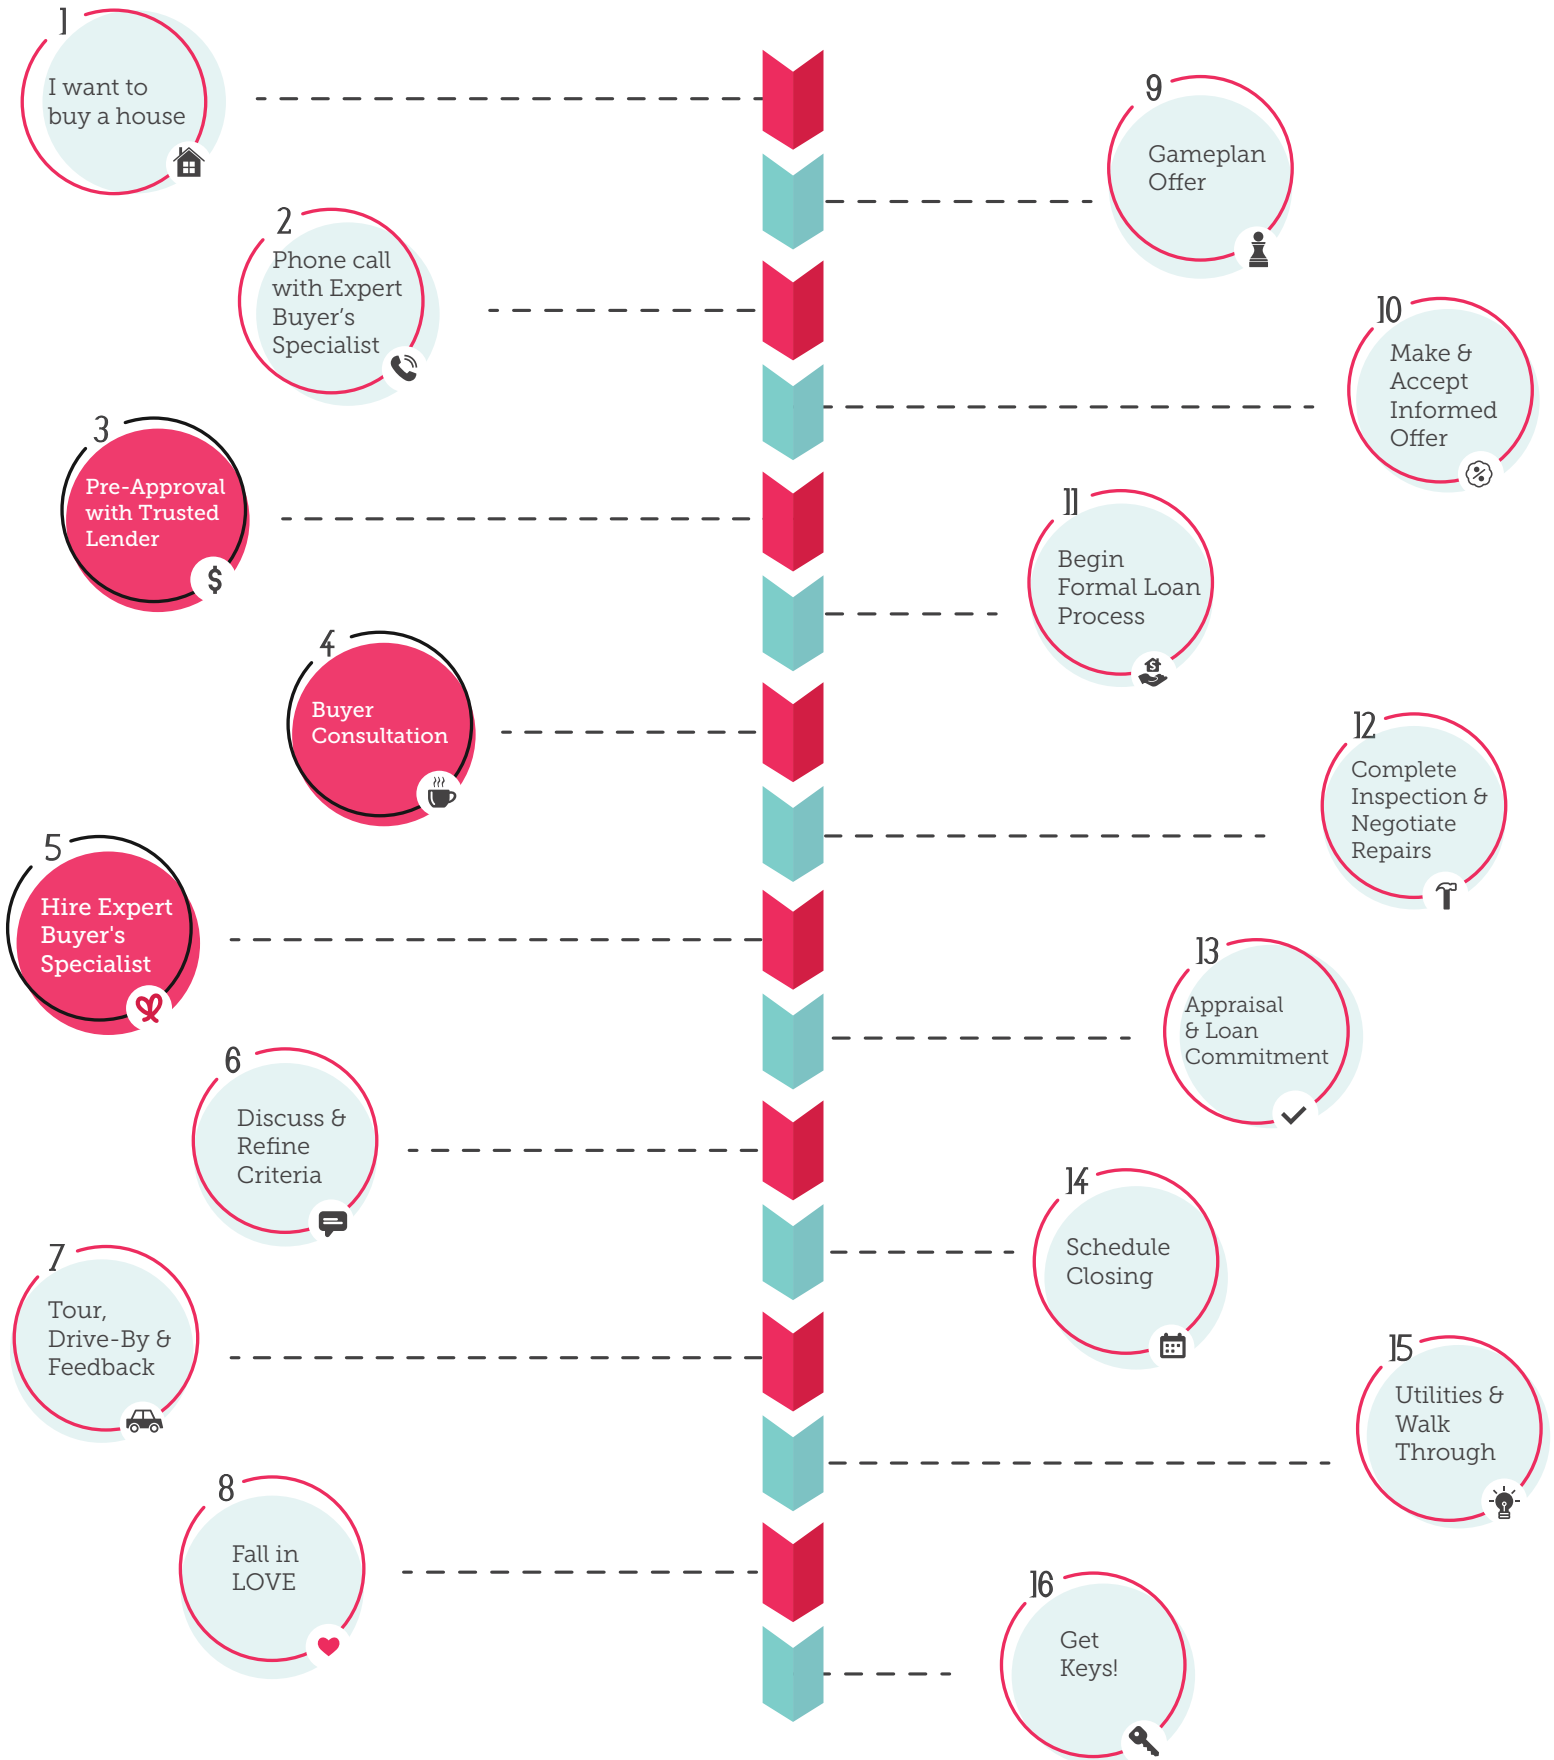 1
I want to
buy a house
2
Phone call
with Expert
Buyer’s
Specialist
3
Pre-Approval
with Trusted
Lender
$
4
Buyer
Consultation
5
Hire Expert
Buyer's
Specialist
6
Discuss &
Refine
Criteria
7
Tour,
Drive-By &
Feedback
8
Fall in
LOVE
9
Gameplan
Offer
10
Make &
Accept
Informed
Offer
11
Begin
Formal Loan
Process
12
Complete
Inspection &
Negotiate
Repairs
13
Appraisal
& Loan
Commitment
14
Schedule
Closing
15
Utilities &
Walk
Through
16
Get
Keys!